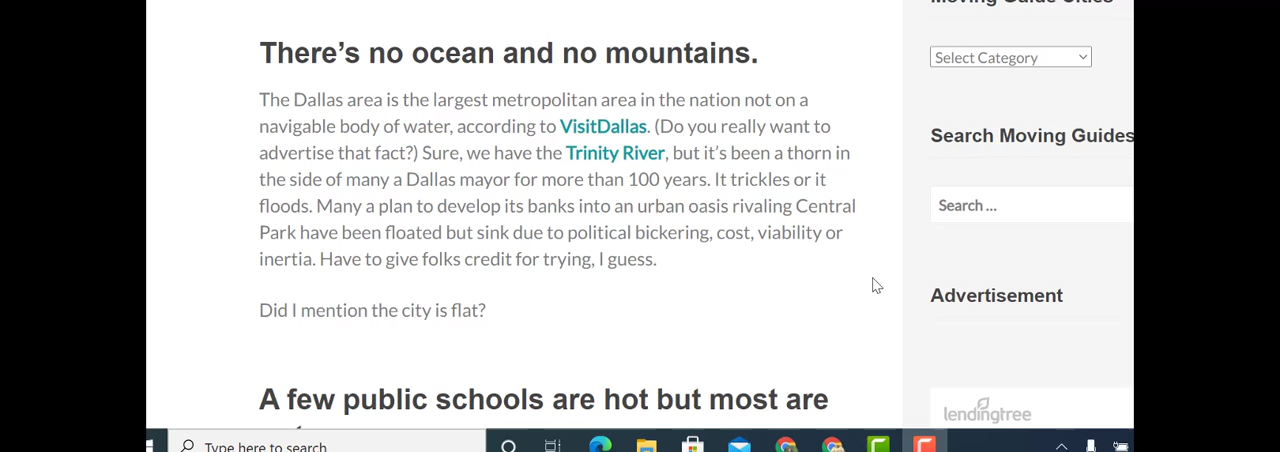 Moving Guide Cities
There's no ocean and no mountains.
Select Category
The Dallas area is the largest metropolitan area in the nation not on a
navigable body of water, according to VisitDallas. (Do you really want to
advertise that fact?) Sure, we have the Trinity River, but it's been a thorn in
the side of many a Dallas mayor for more than 100 years. It trickles or it
floods. Many a plan to develop its banks into an urban oasis rivaling Central
Park have been floated but sink due to political bickering, cost, viability or
inertia. Have to give folks credit for trying, I guess.
Did I mention the city is flat?
A few public schools are hot but most are
Search Moving Guides
Search ...
Advertisement
lendingtree
Type here to search